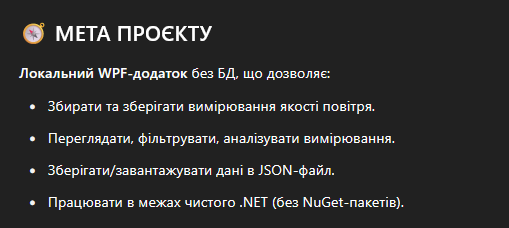 МЕТА ПРОЄКТУ
Локальний WPF-додаток без БД, що дозволяє:
• Збирати та зберігати вимірювання якості повітря.
• Переглядати, фільтрувати, аналізувати вимірювання.
• Зберігати/завантажувати дані в JSON-файл.
• Працювати в межах чистого .NET (без NuGet-пакетів).